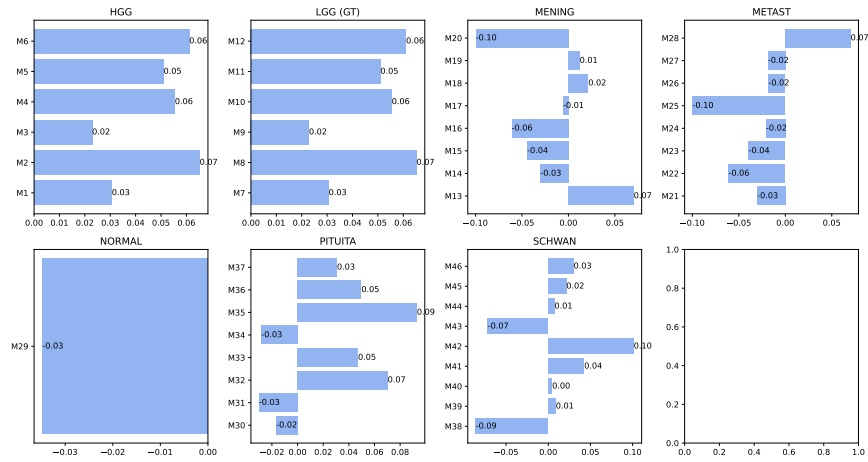 HGG
M6 0.06
M5 0.05
M4 0.06
M3 0.02
M2 0.07
M1 0.03
0.00 0.01 0.02 0.03 0.04 0.05 0.06
LGG (GT)
M12 0.06
M11 0.05
M10 0.06
M9 0.02
M8 0.07
M7 0.03
0.00 0.01 0.02 0.03 0.04 0.05 0.06
MENING
M20 -0.10
M19 0.01
M18 0.02
M17 -0.01
M16 -0.06
M15 -0.04
M14 -0.03
M13 0.07
−0.10 −0.05 0.00 0.05
METAST
M28 0.07
M27 -0.02
M26 -0.02
M25 -0.10
M24 -0.02
M23 -0.04
M22 -0.06
M21 -0.03
−0.10 −0.05 0.00 0.05
NORMAL
M29 -0.03
−0.03 −0.02 −0.01 0.00
PITUITA
M37 0.03
M36 0.05
M35 0.09
M34 -0.03
M33 0.05
M32 0.07
M31 -0.03
M30 -0.02
−0.02 0.00 0.02 0.04 0.06 0.08
SCHWAN
M46 0.03
M45 0.02
M44 0.01
M43 -0.07
M42 0.10
M41 0.04
M40 0.00
M39 0.01
M38 -0.09
−0.05 0.00 0.05 0.10
1.0
0.8
0.6
0.4
0.2
0.0
0.0 0.2 0.4 0.6 0.8 1.0